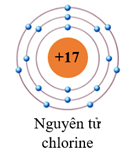 +17
Nguyên tử
chlorine